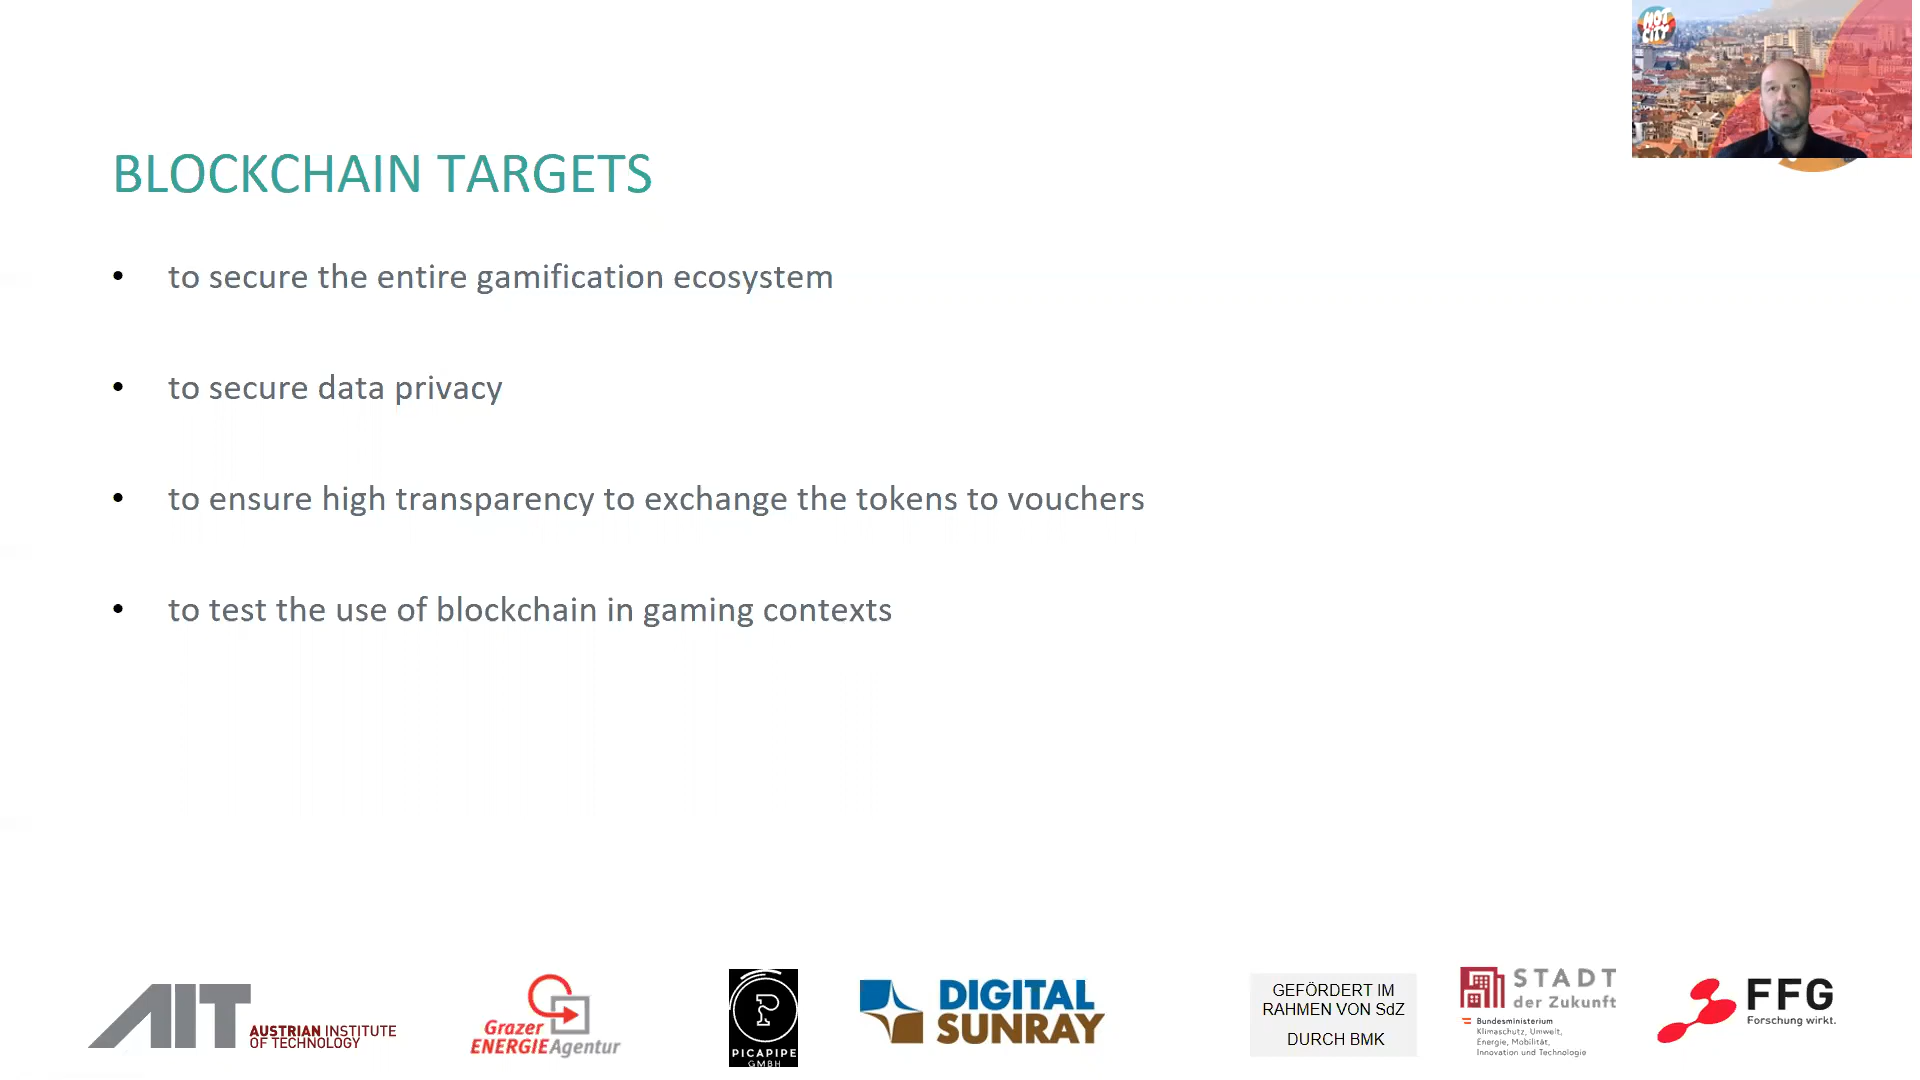 HOT
CITY
BLOCKCHAIN TARGETS
• to secure the entire gamification ecosystem
• to secure data privacy
• to ensure high transparency to exchange the tokens to vouchers
• to test the use of blockchain in gaming contexts
AIT
AUSTRIAN INSTITUTE
OF TECHNOLOGY
Grazer
ENERGIEAgentur
P
PICAPIPE
GMBH
DIGITAL
SUNRAY
GEFÖRDERT IM
RAHMEN VON SdZ
DURCH BMK
STADT
der Zukunft
Bundesministerium
Klimaschutz, Umwelt,
Energie, Mobilität,
Innovation und Technologie
FFG
Forschung wirkt.